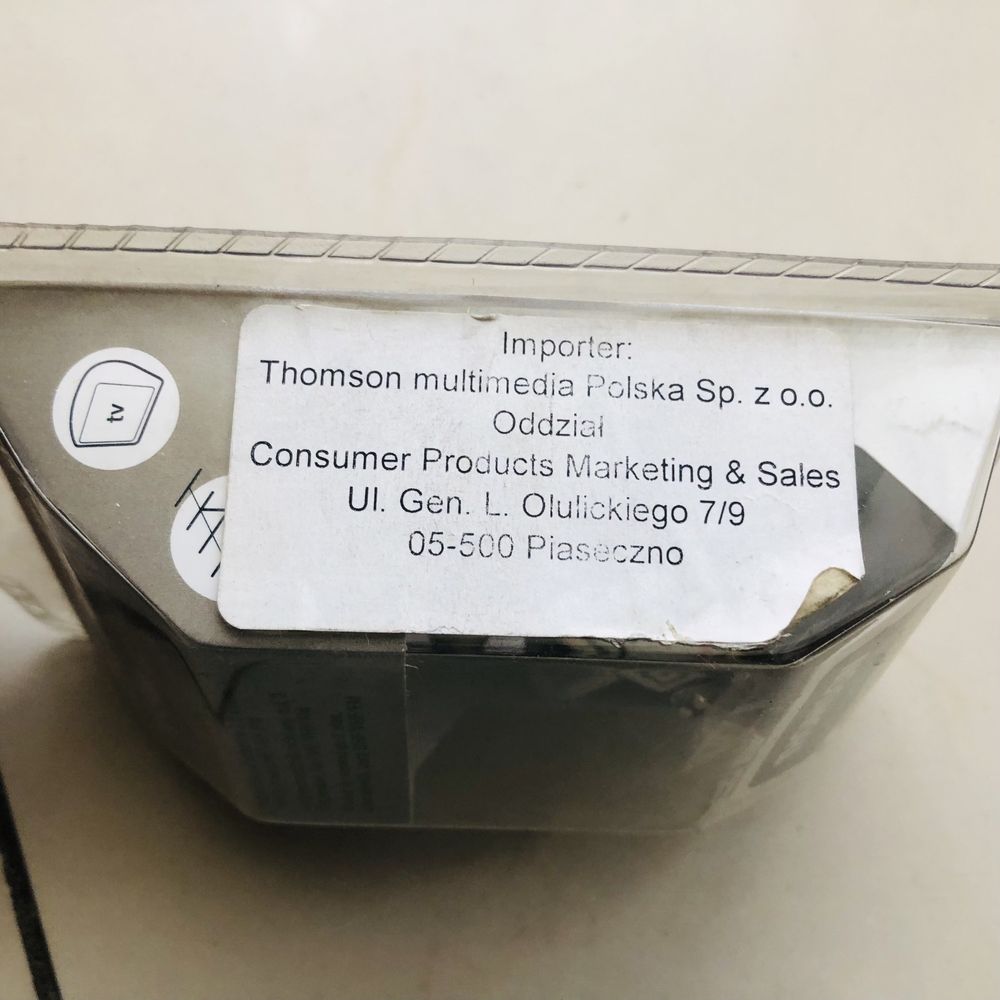 Importer:
Thomson multimedia Polska Sp. z o.o.
Oddział
Consumer Products Marketing & Sales
Ul. Gen. L. Olulickiego 7/9
05-500 Piaseczno
tv